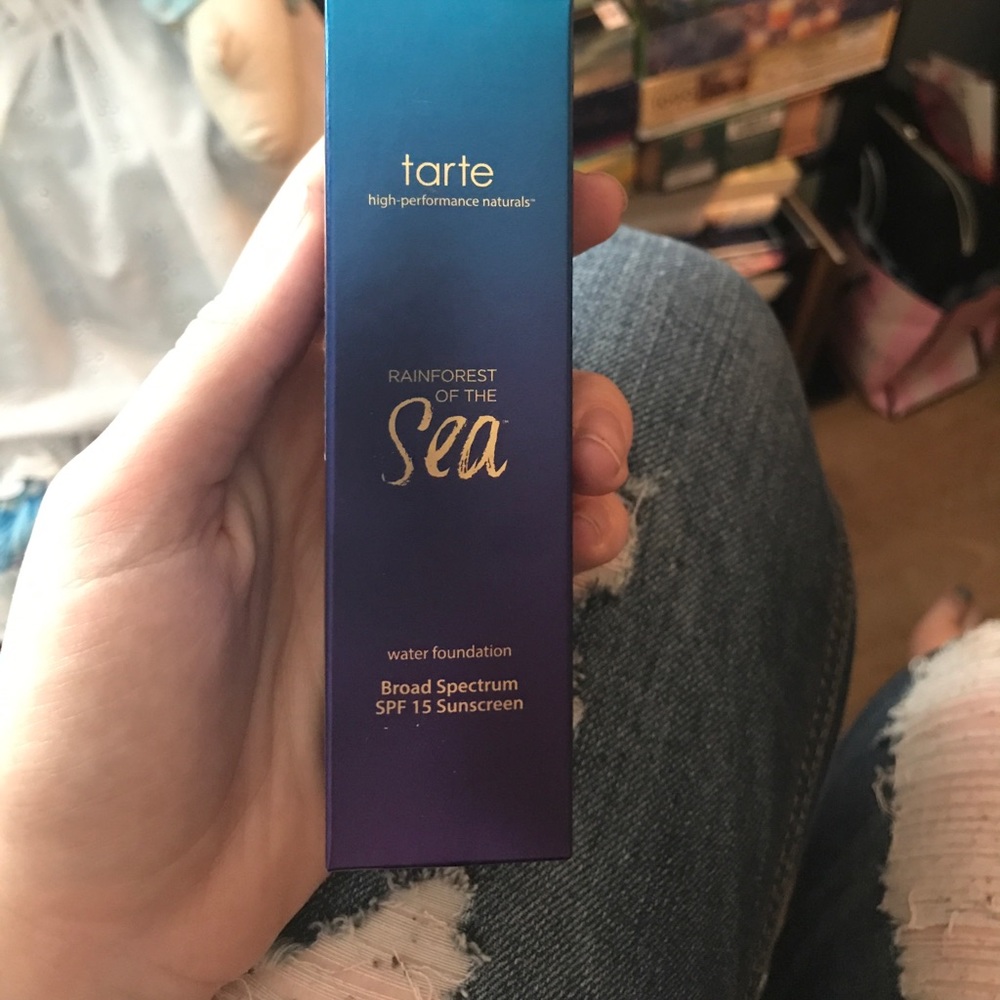 tarte
high-performance naturals™
RAINFOREST
OF THE
Sea™
water foundation
Broad Spectrum
SPF 15 Sunscreen